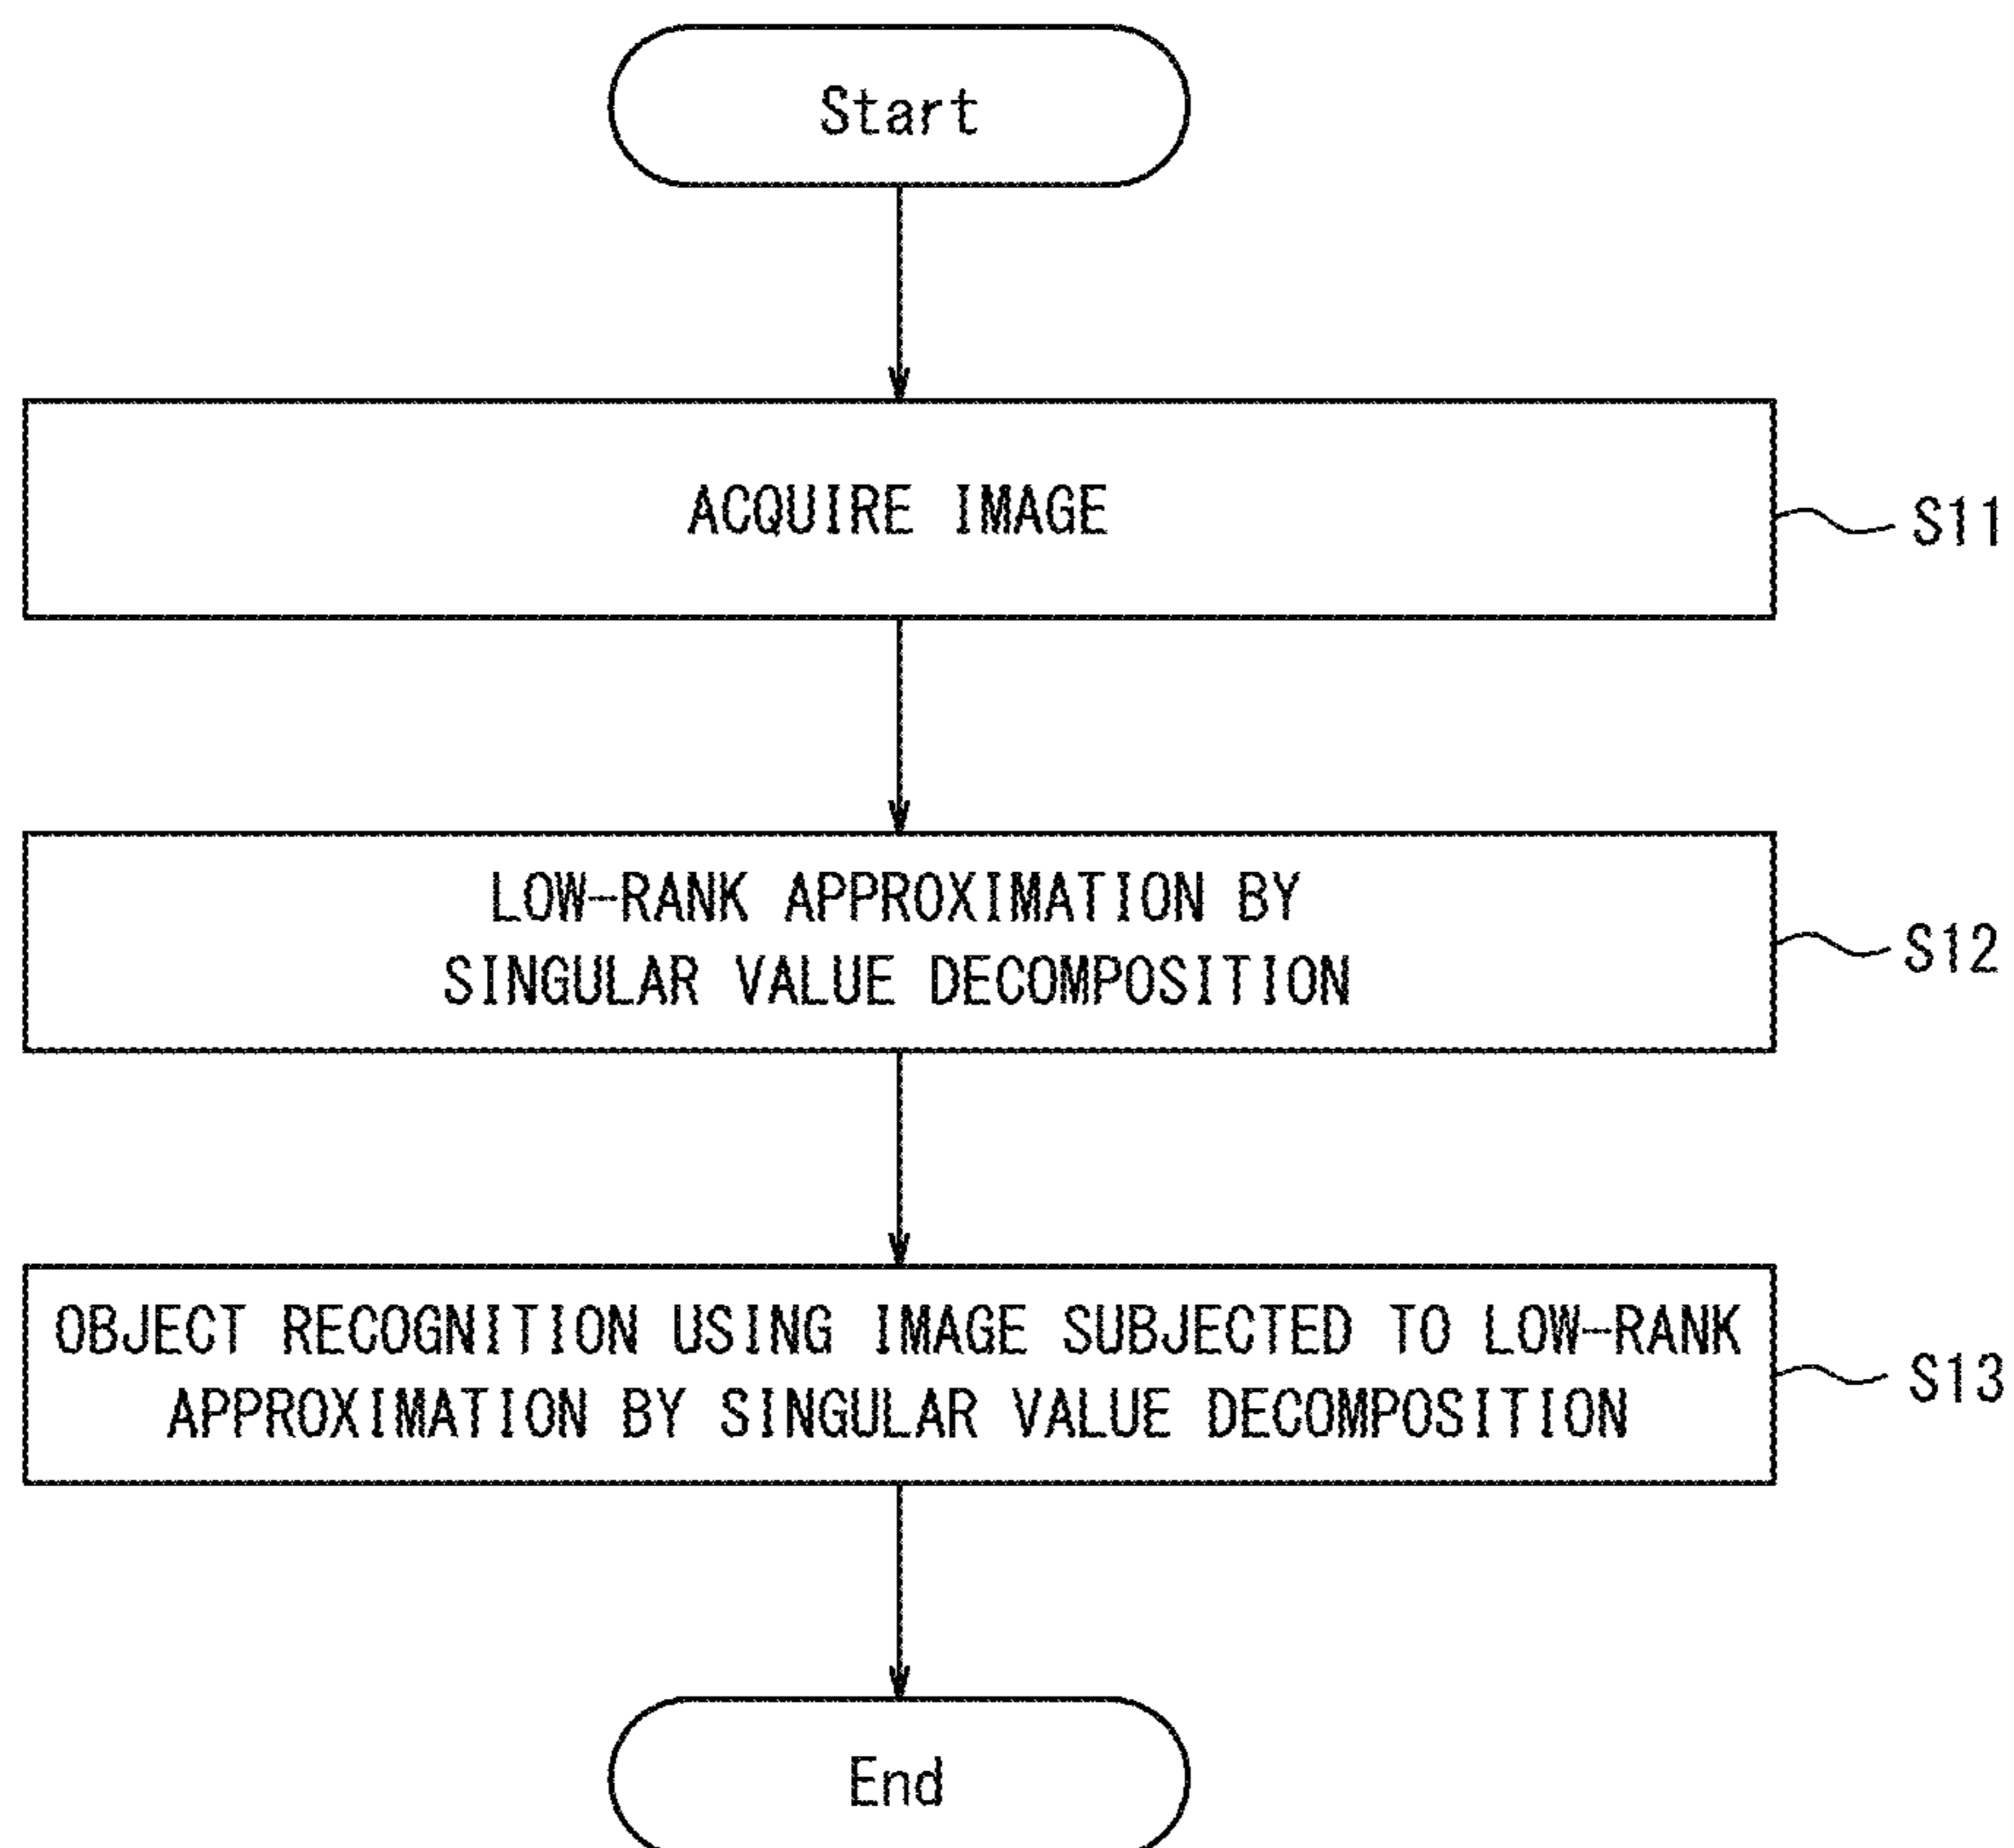 Start
ACQUIRE IMAGE
S11
LOW-RANK APPROXIMATION BY
SINGULAR VALUE DECOMPOSITION
S12
OBJECT RECOGNITION USING IMAGE SUBJECTED TO LOW-RANK
APPROXIMATION BY SINGULAR VALUE DECOMPOSITION
S13
End